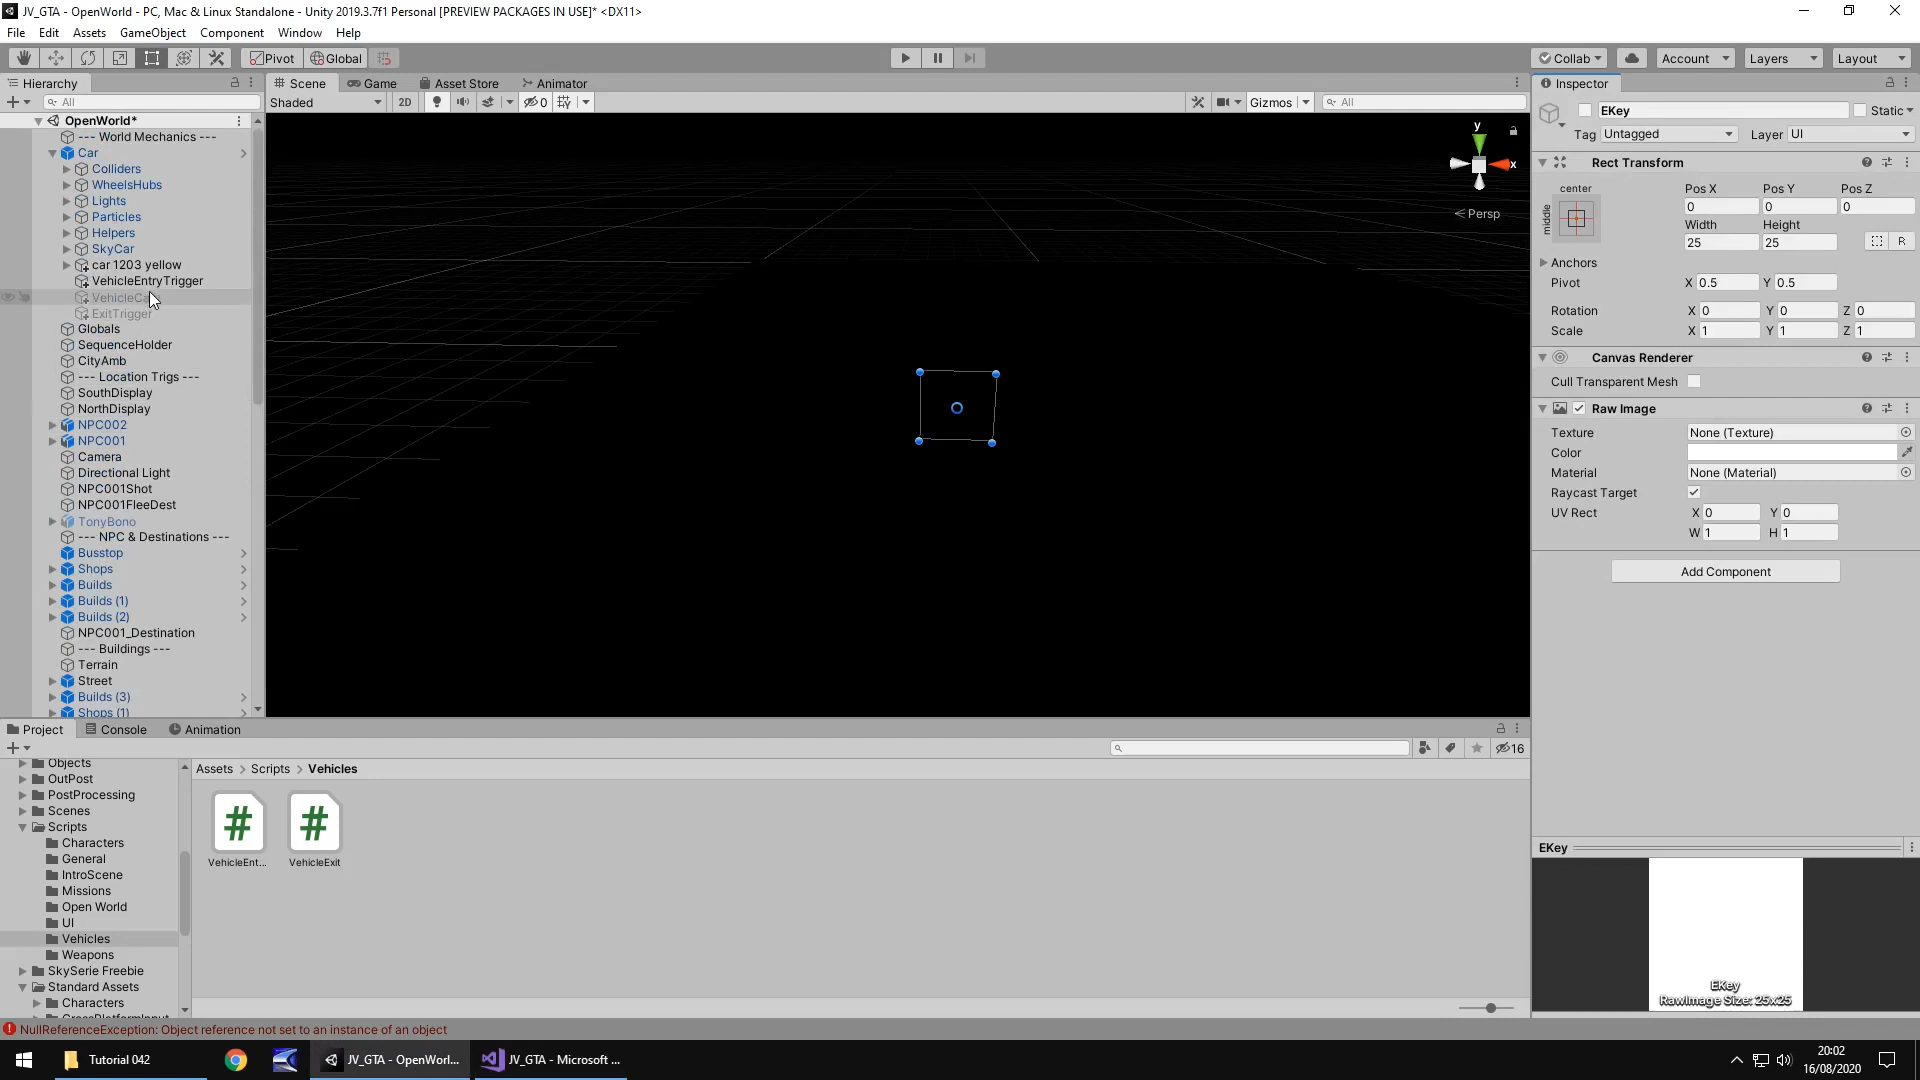 JV_GTA - OpenWorld - PC, Mac & Linux Standalone - Unity 2019.3.7f1 Personal [PREVIEW PACKAGES IN USE]* <DX11>
File Edit Assets GameObject Component Window Help
Pivot Global Collab Account Layers Layout
Hierarchy Scene Game Asset Store Animator Inspector
All Shaded 2D 0 Gizmos All
OpenWorld*
--- World Mechanics ---
Car
Colliders
WheelsHubs
Lights
Particles
Helpers
SkyCar
car 1203 yellow
VehicleEntryTrigger
ExitTrigger
Globals
SequenceHolder
CityAmb
--- Location Trigs ---
SouthDisplay
NorthDisplay
NPC002
NPC001
Camera
Directional Light
NPC001Shot
NPC001FleeDest
TonyBono
--- NPC & Destinations ---
Busstop
Shops
Builds
Builds (1)
Builds (2)
NPC001_Destination
--- Buildings ---
Terrain
Street
Builds (3)
Shops (1)
y
x
< Persp
EKey Static
Tag Untagged Layer UI
Rect Transform
center
middle
Pos X Pos Y Pos Z
0 0 0
Width Height
25 25 R
Anchors
Pivot X 0.5 Y 0.5
Rotation X 0 Y 0 Z 0
Scale X 1 Y 1 Z 1
Canvas Renderer
Cull Transparent Mesh
Raw Image
Texture None (Texture)
Color
Material None (Material)
Raycast Target
UV Rect X 0 Y 0
W 1 H 1
Add Component
EKey
EKey
RawImage Size: 25x25
Project Console Animation
16
Objects
OutPost
PostProcessing
Scenes
Scripts
Characters
General
IntroScene
Missions
Open World
UI
Vehicles
Weapons
SkySerie Freebie
Standard Assets
Characters
Assets > Scripts > Vehicles
# #
VehicleEnt... VehicleExit
NullReferenceException: Object reference not set to an instance of an object
Tutorial 042 JV_GTA - OpenWorl... JV_GTA - Microsoft ...
20:02
16/08/2020